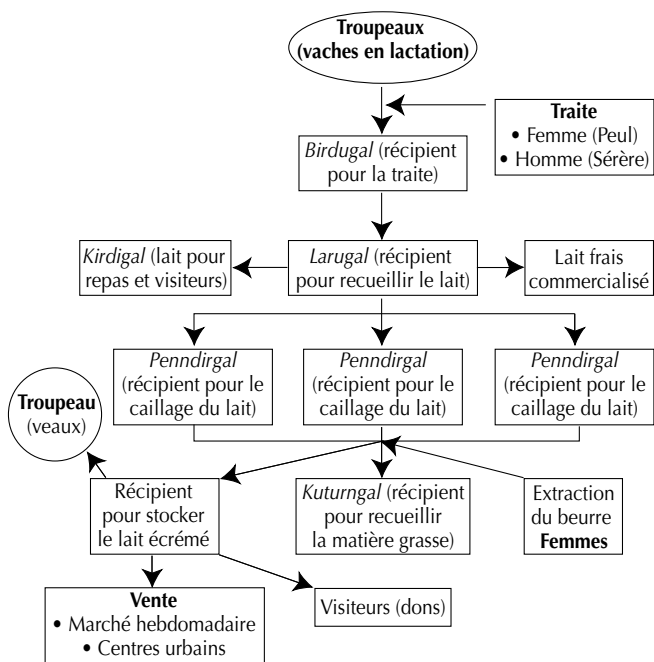 Troupeaux
(vaches en lactation)
Traite
• Femme (Peul)
• Homme (Sérère)
Birdugal (récipient
pour la traite)
Kirdigal (lait pour
repas et visiteurs)
Larugal (récipient
pour recueillir le lait)
Lait frais
commercialisé
Penndirgal
(récipient pour le
caillage du lait)
Penndirgal
(récipient pour le
caillage du lait)
Penndirgal
(récipient pour le
caillage du lait)
Troupeau
(veaux)
Récipient
pour stocker
le lait écrémé
Kuturngal (récipient
pour recueillir
la matière grasse)
Extraction
du beurre
Femmes
Vente
• Marché hebdomadaire
• Centres urbains
Visiteurs (dons)